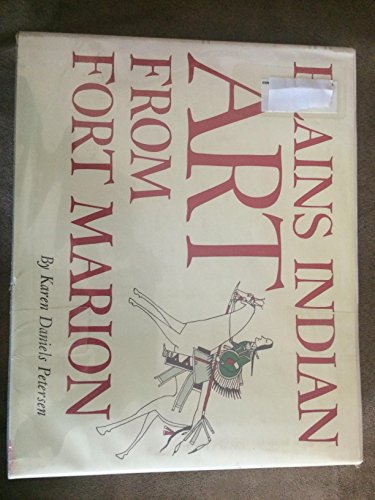 PLAINS INDIAN
ART
FROM
FORT MARION
By Karen Daniels Petersen